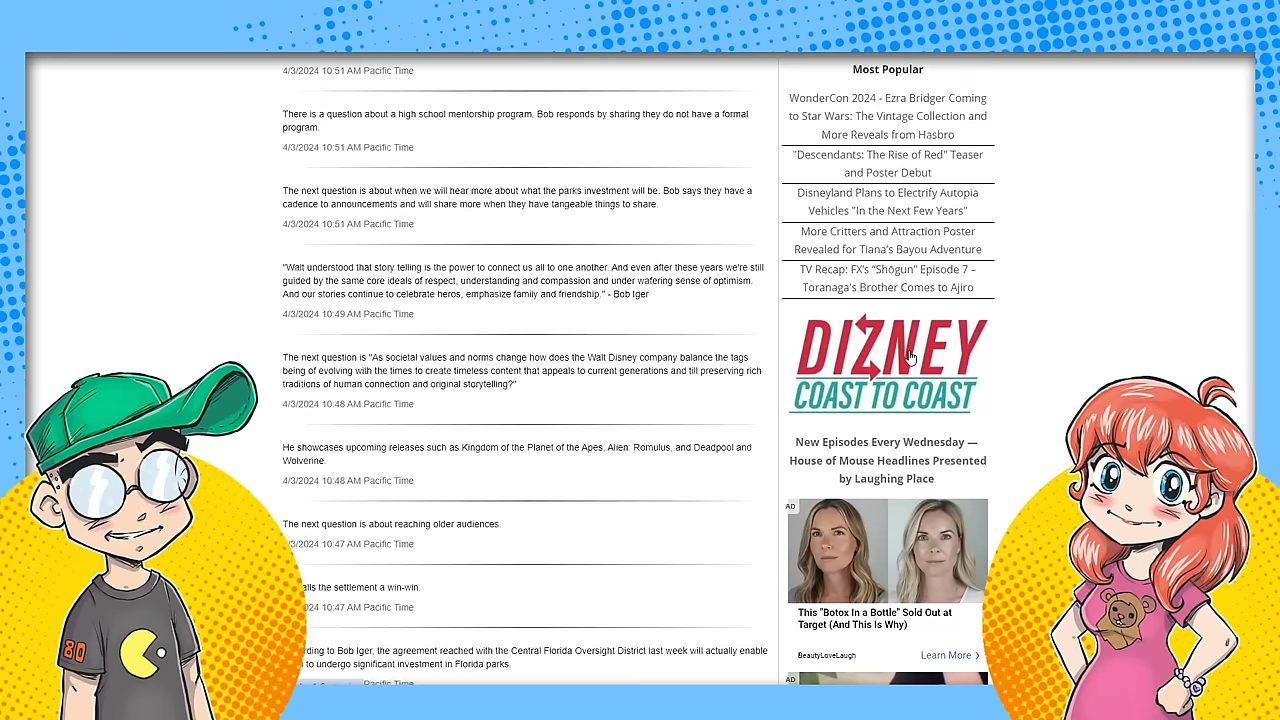 4/3/2024 10:51 AM Pacific Time
There is a question about a high school mentorship program. Bob responds by sharing they do not have a formal
program.
4/3/2024 10:51 AM Pacific Time
The next question is about when we will hear more about what the parks investment will be. Bob says they have a
cadence to announcements and will share more when they have tangeable things to share.
4/3/2024 10:51 AM Pacific Time
"Walt understood that story telling is the power to connect us all to one another. And even after these years we're still
guided by the same core ideals of respect, understanding and compassion and under wafering sense of optimism.
And our stories continue to celebrate heros, emphasize family and friendship." - Bob Iger
4/3/2024 10:49 AM Pacific Time
The next question is "As societal values and norms change how does the Walt Disney company balance the tags
being of evolving with the times to create timeless content that appeals to current generations and till preserving rich
traditions of human connection and original storytelling?"
4/3/2024 10:48 AM Pacific Time
He showcases upcoming releases such as Kingdom of the Planet of the Apes, Alien: Romulus, and Deadpool and
Wolverine.
4/3/2024 10:48 AM Pacific Time
The next question is about reaching older audiences.
/3/2024 10:47 AM Pacific Time
alls the settlement a win-win.
2024 10:47 AM Pacific Time
rding to Bob Iger, the agreement reached with the Central Florida Oversight District last week will actually enable
to undergo significant investment in Florida parks.
Pacific Time
Most Popular
WonderCon 2024 - Ezra Bridger Coming
to Star Wars: The Vintage Collection and
More Reveals from Hasbro
"Descendants: The Rise of Red" Teaser
and Poster Debut
Disneyland Plans to Electrify Autopia
Vehicles "In the Next Few Years"
More Critters and Attraction Poster
Revealed for Tiana's Bayou Adventure
TV Recap: FX's "Shōgun" Episode 7 –
Toranaga's Brother Comes to Ajiro
DIZNEY
COAST TO COAST
New Episodes Every Wednesday —
House of Mouse Headlines Presented
by Laughing Place
AD
This "Botox In a Bottle" Sold Out at
Target (And This Is Why)
BeautyLoveLaugh
Learn More
AD
80